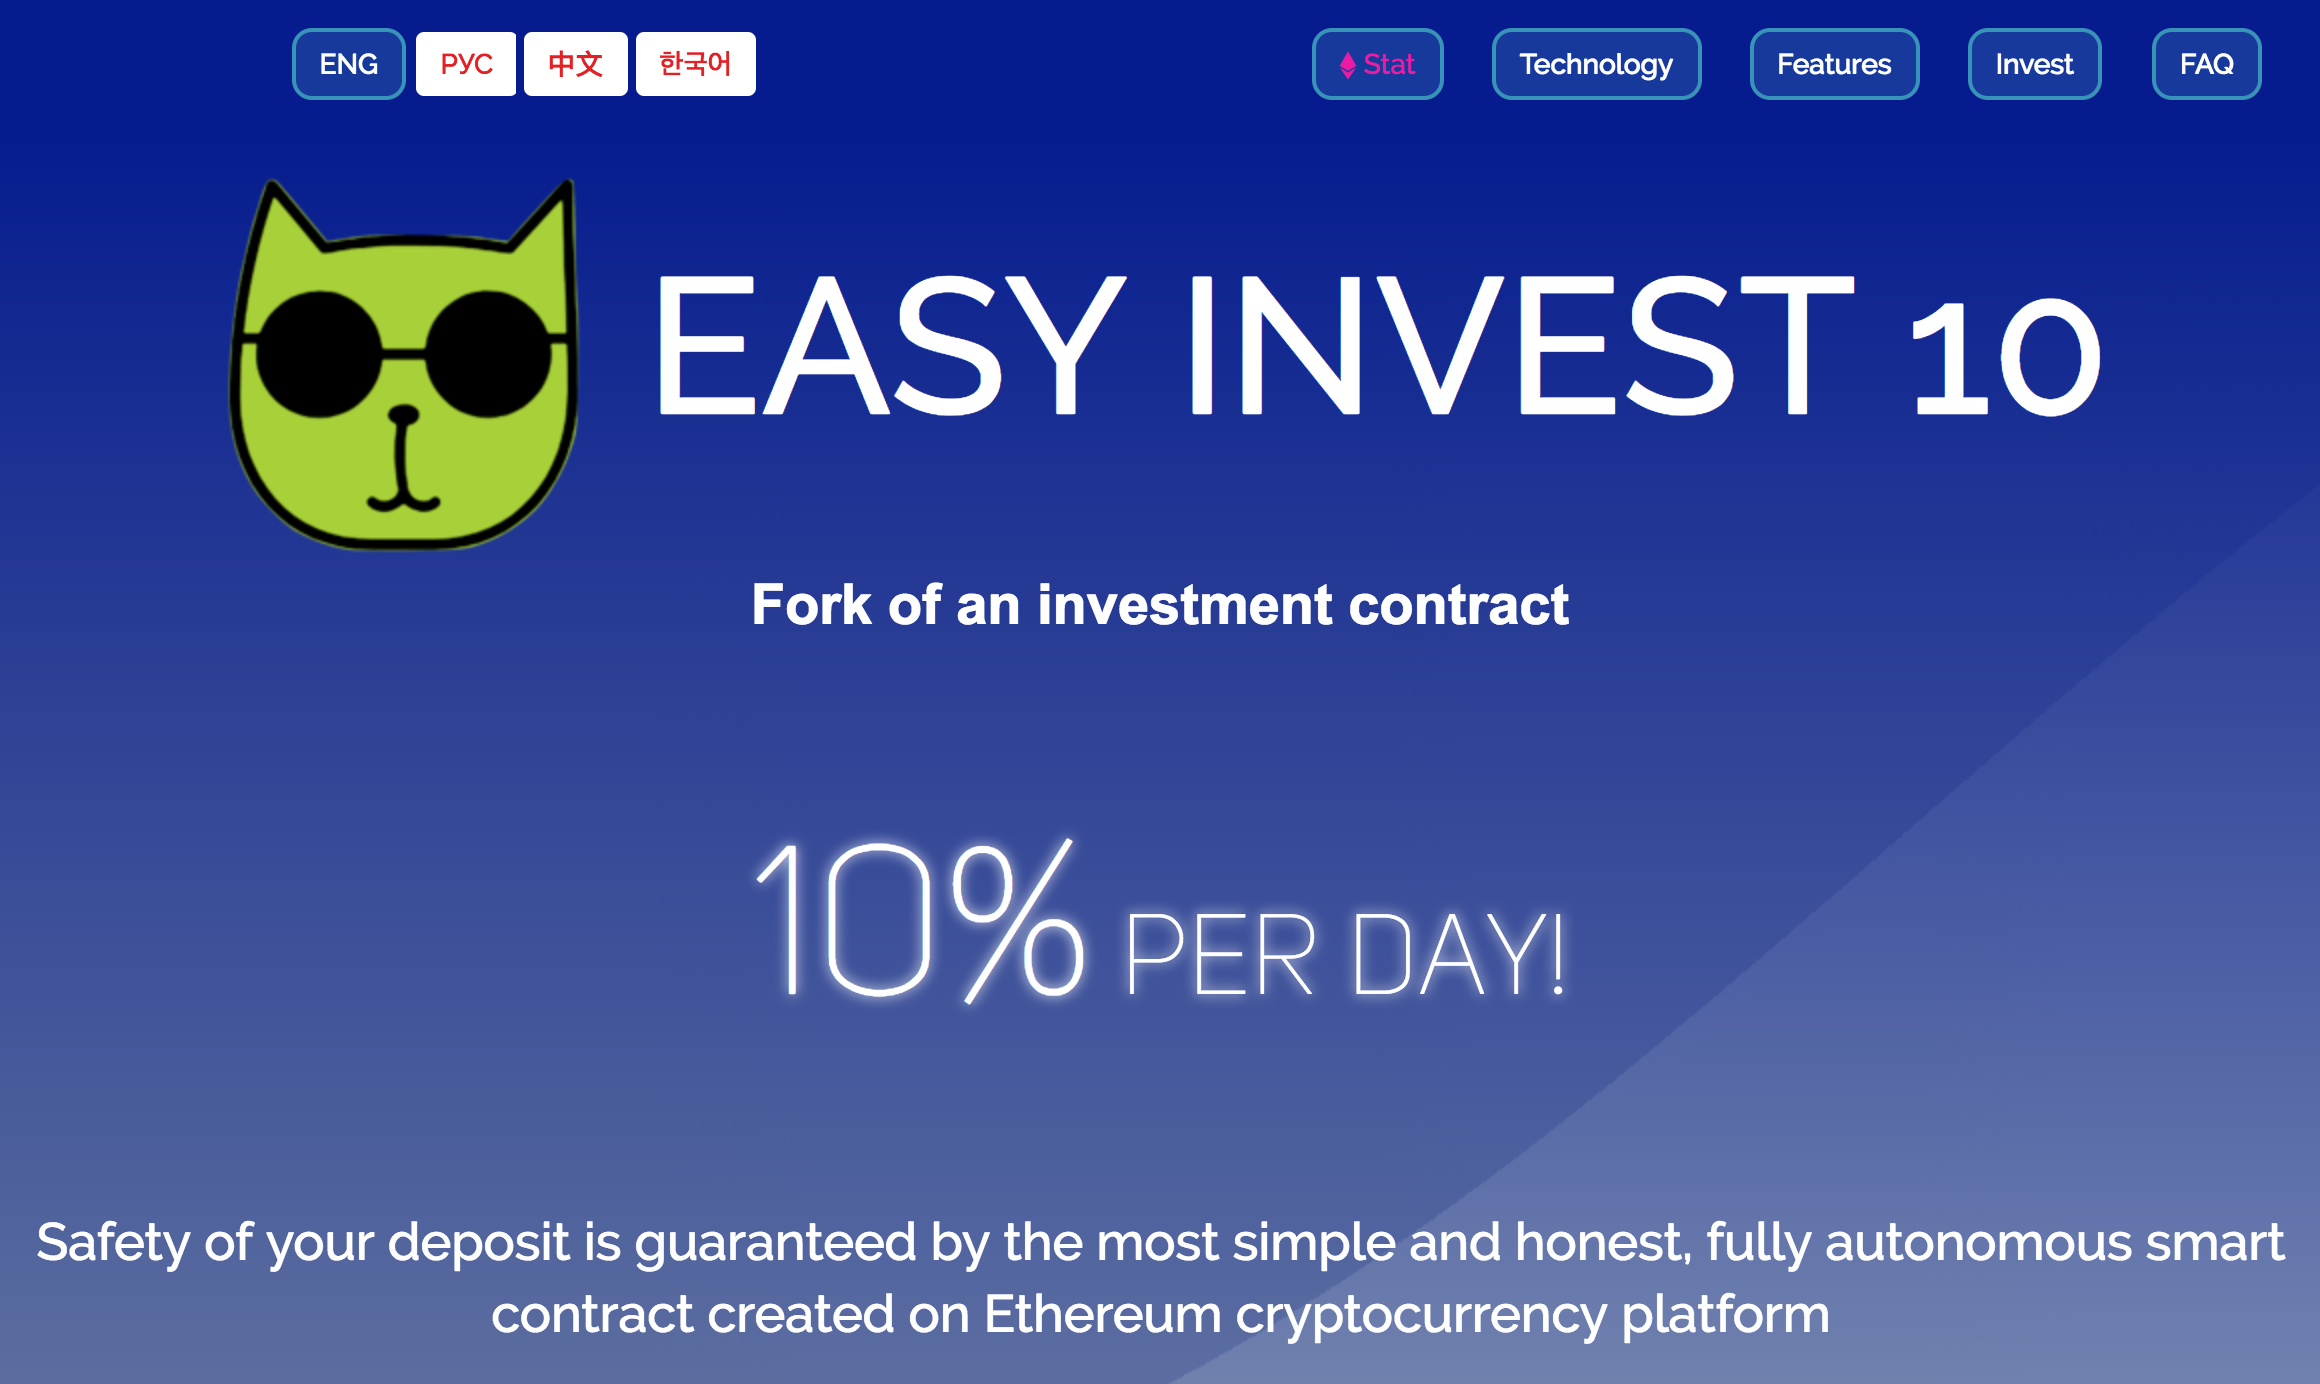 ENG РУС 中文 한국어 Stat Technology Features Invest FAQ
EASY INVEST 10
Fork of an investment contract
10% PER DAY!
Safety of your deposit is guaranteed by the most simple and honest, fully autonomous smart
contract created on Ethereum cryptocurrency platform